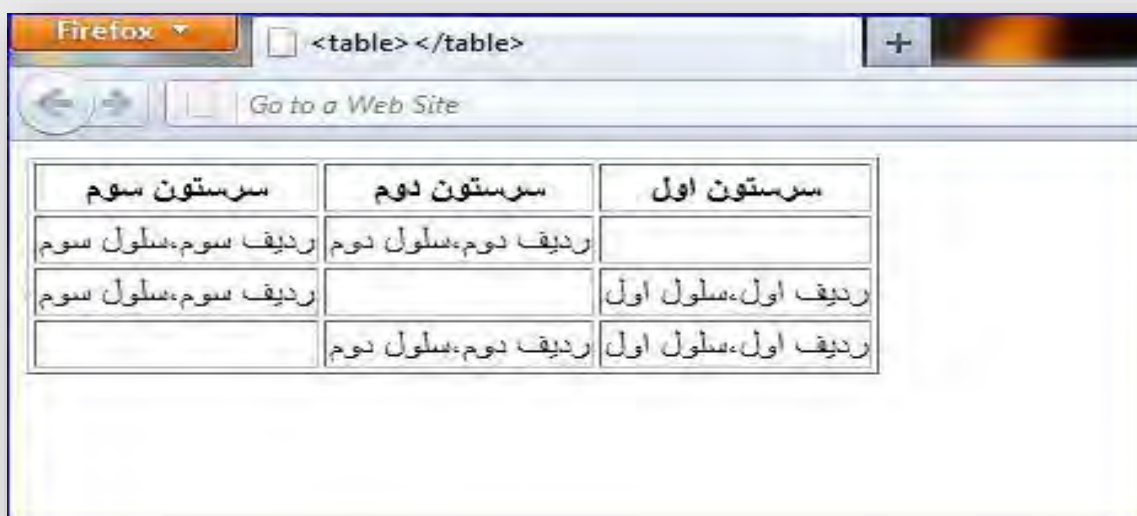 Firefox
<table></table>
Go to a Web Site
سرستون اول سرستون دوم سرستون سوم
ردیف دوم،سلول دوم ردیف سوم،سلول سوم
ردیف اول،سلول اول ردیف سوم،سلول سوم
ردیف اول،سلول اول ردیف دوم،سلول دوم